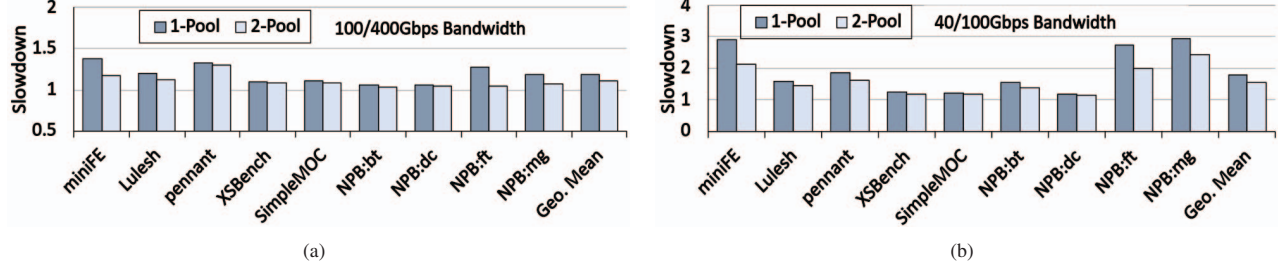 2
1.5
1
0.5
Slowdown
1-Pool 2-Pool 100/400Gbps Bandwidth
miniFE
Lulesh
pennant
XSBench
SimpleMOC
NPB:bt
NPB:dc
NPB:ft
NPB:mg
Geo. Mean
(a)
4
3
2
1
0
Slowdown
1-Pool 2-Pool 40/100Gbps Bandwidth
miniFE
Lulesh
pennant
XSBench
SimpleMOC
NPB:bt
NPB:dc
NPB:ft
NPB:mg
Geo. Mean
(b)